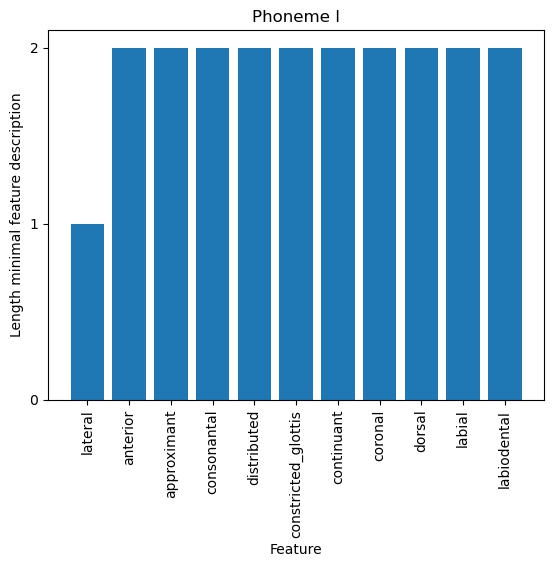 Phoneme l
Length minimal feature description
2
1
0
lateral
anterior
approximant
consonantal
distributed
constricted_glottis
continuant
coronal
dorsal
labial
labiodental
Feature